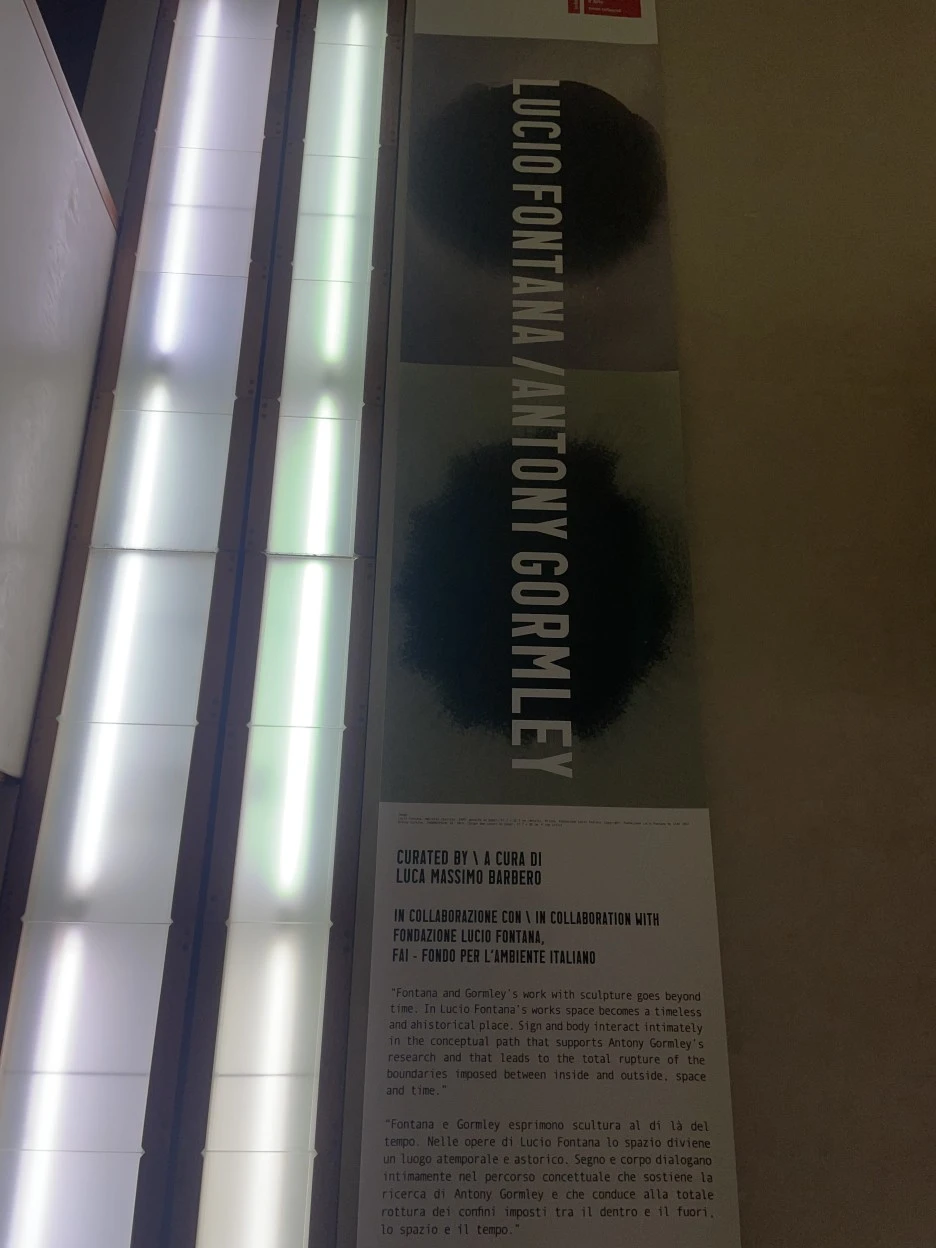 LUCIO FONTANA / ANTONY GORMLEY
CURATED BY \ A CURA DI
LUCA MASSIMO BARBERO
IN COLLABORAZIONE CON \ IN COLLABORATION WITH
FONDAZIONE LUCIO FONTANA,
FAI - FONDO PER L'AMBIENTE ITALIANO
"Fontana and Gormley's work with sculpture goes beyond
time. In Lucio Fontana's works space becomes a timeless
and ahistorical place. Sign and body interact intimately
in the conceptual path that supports Antony Gormley's
research and that leads to the total rupture of the
boundaries imposed between inside and outside, space
and time."
"Fontana e Gormley esprimono scultura al di là del
tempo. Nelle opere di Lucio Fontana lo spazio diviene
un luogo atemporale e astorico. Segno e corpo dialogano
intimamente nel percorso concettuale che sostiene la
ricerca di Antony Gormley e che conduce alla totale
rottura dei confini imposti tra il dentro e il fuori,
lo spazio e il tempo."